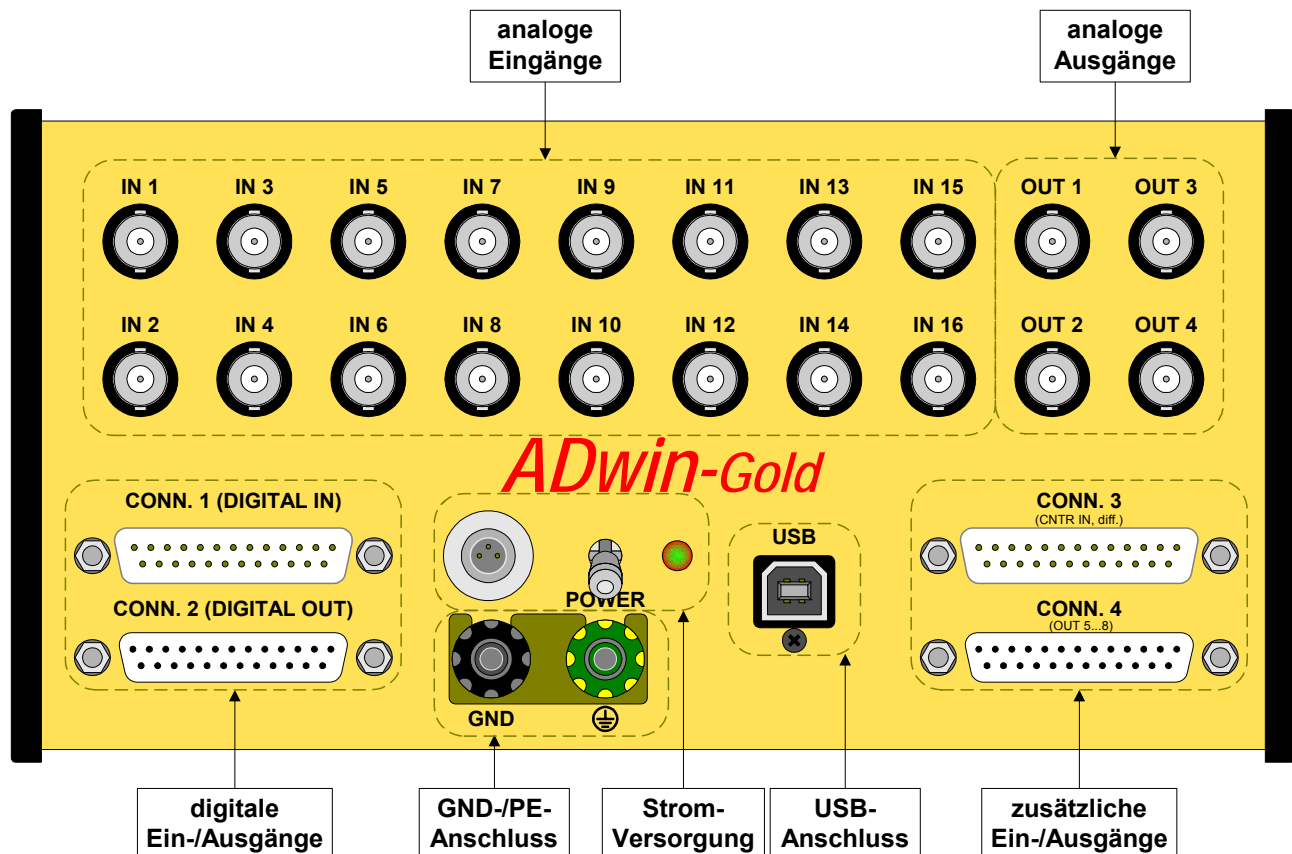 analoge
Eingänge
analoge
Ausgänge
IN 1 IN 3 IN 5 IN 7 IN 9 IN 11 IN 13 IN 15 OUT 1 OUT 3
IN 2 IN 4 IN 6 IN 8 IN 10 IN 12 IN 14 IN 16 OUT 2 OUT 4
ADwin-Gold
CONN. 1 (DIGITAL IN)
CONN. 2 (DIGITAL OUT)
POWER
GND
USB
CONN. 3
(CNTR IN, diff.)
CONN. 4
(OUT 5...8)
digitale
Ein-/Ausgänge
GND-/PE-
Anschluss
Strom-
Versorgung
USB-
Anschluss
zusätzliche
Ein-/Ausgänge